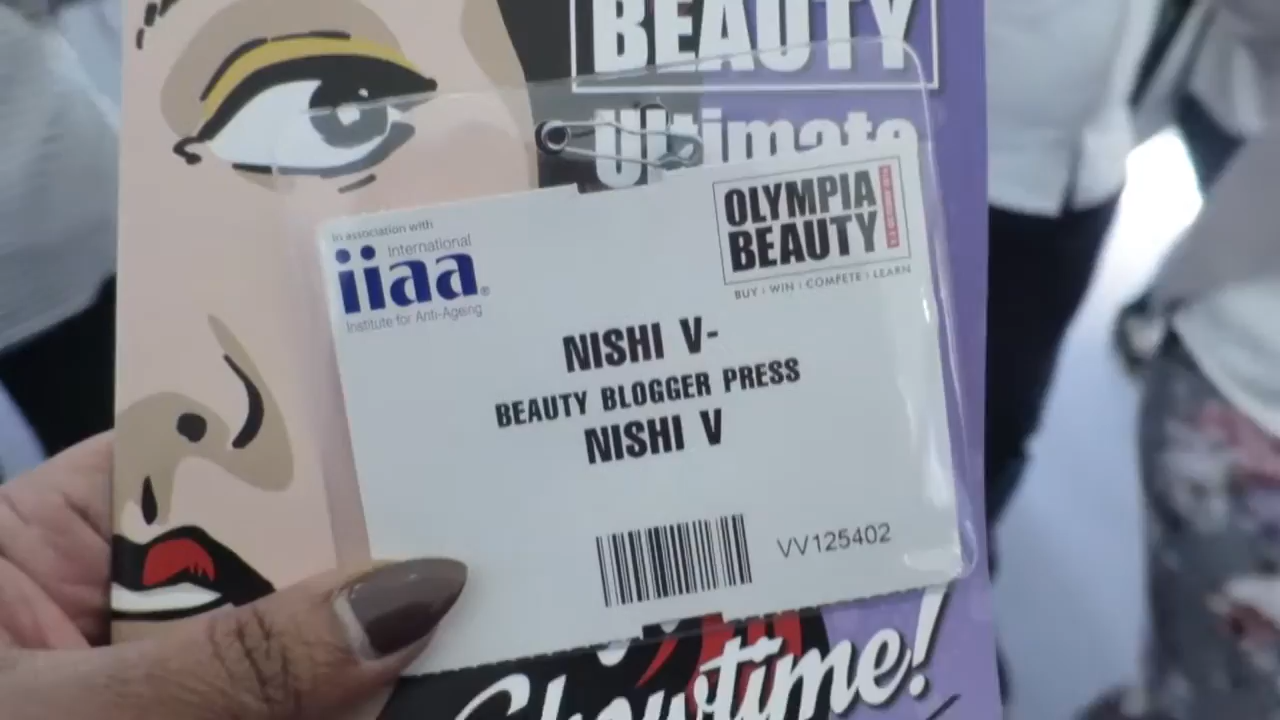 BEAUTY
Ultimate
In association with
International
iiaa®
Institute for Anti-Ageing
OLYMPIA
BEAUTY
BUY | WIN | COMPETE | LEARN
NISHI V-
BEAUTY BLOGGER PRESS
NISHI V
VV125402
Showtime!